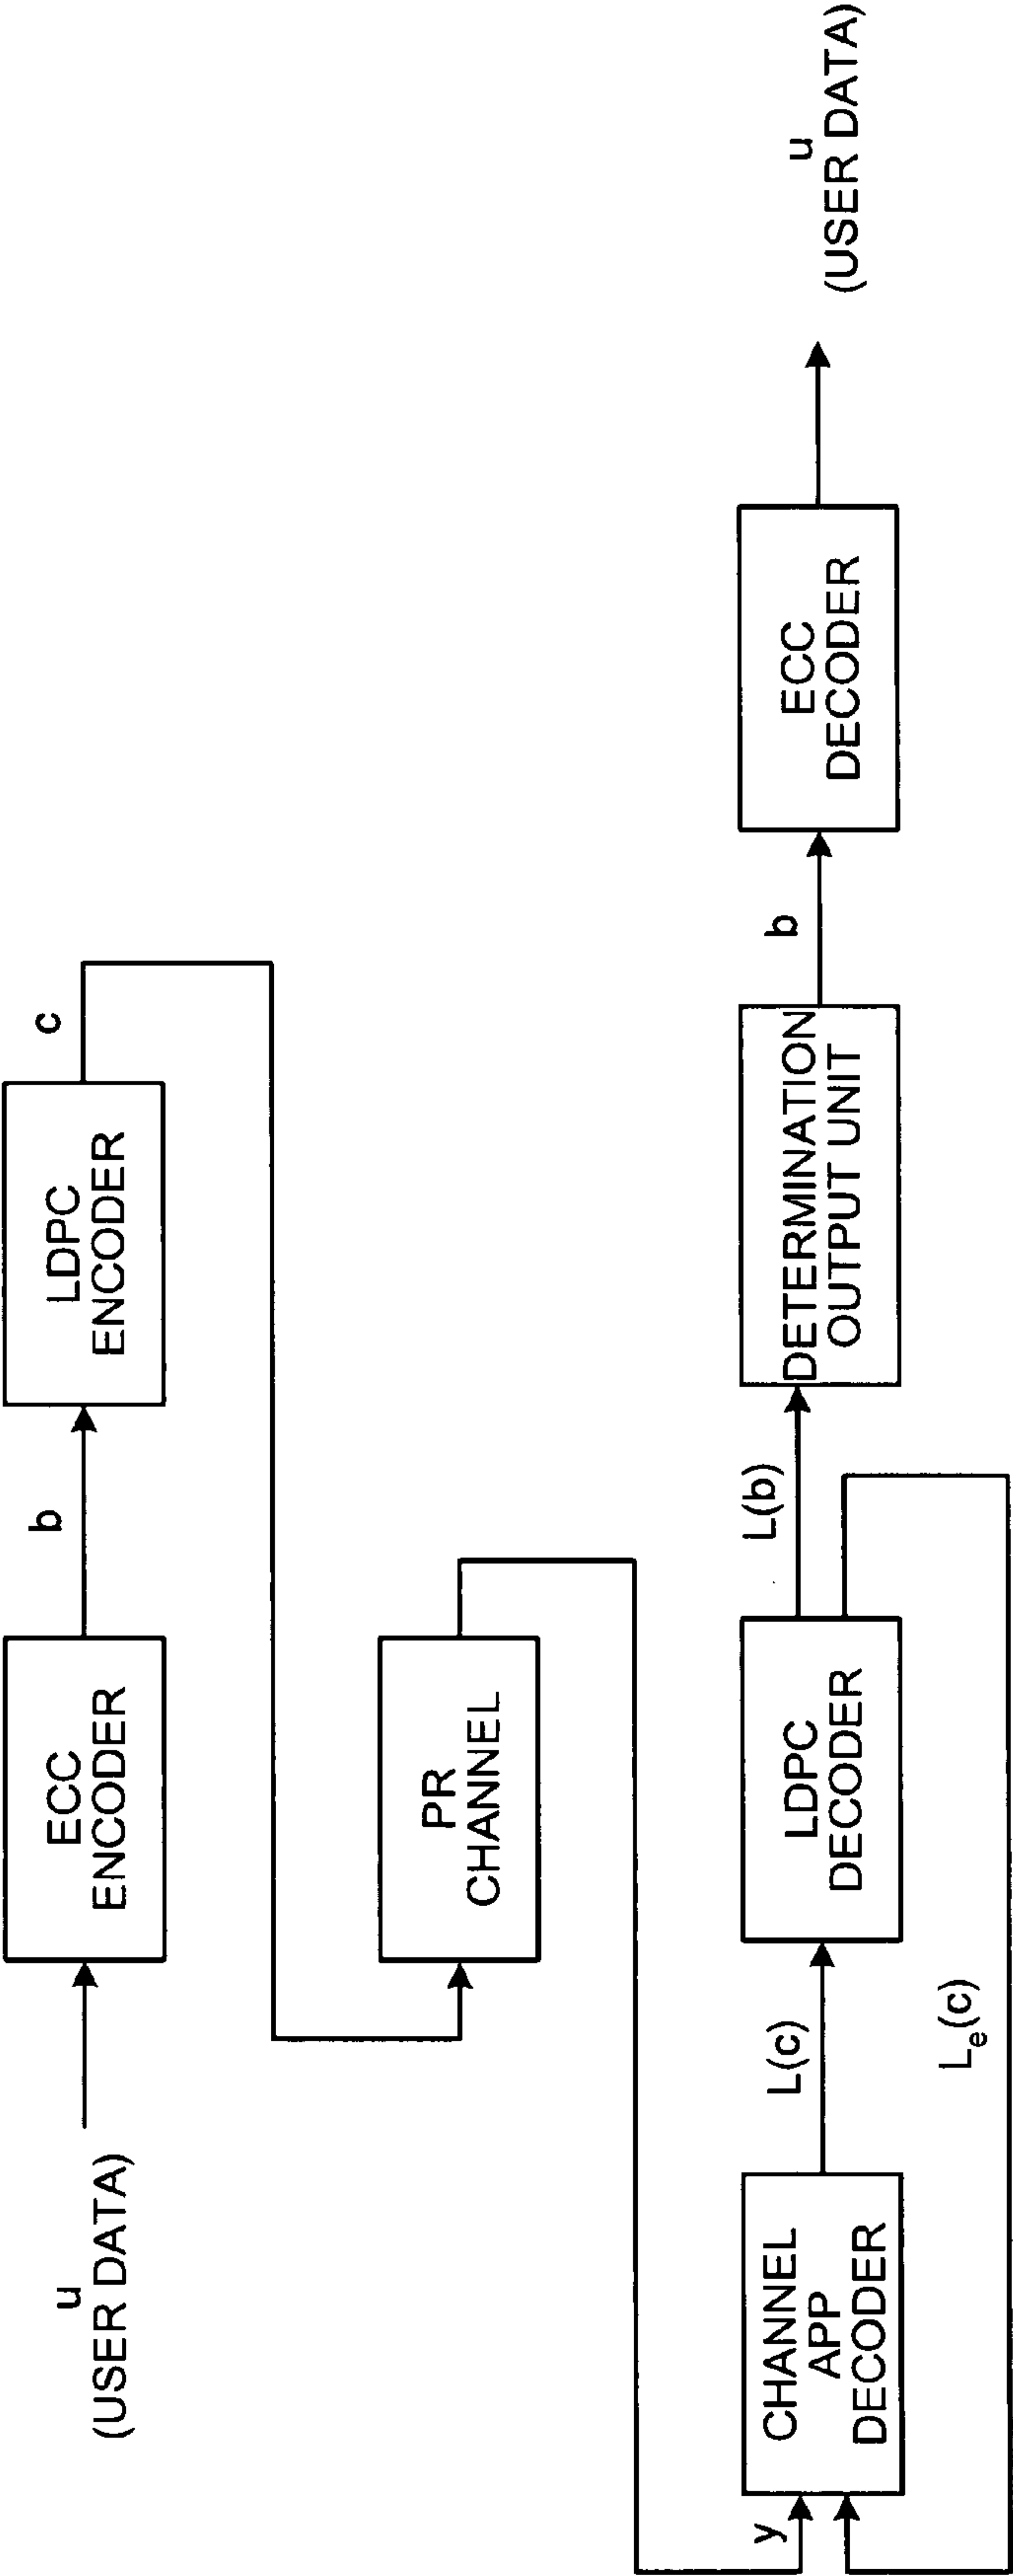 u
(USER DATA)
ECC
ENCODER
b
LDPC
ENCODER
c
PR
CHANNEL
y
CHANNEL
APP
DECODER
L(c)
LDPC
DECODER
L(b)
DETERMINATION
OUTPUT UNIT
b
ECC
DECODER
u
(USER DATA)
Le(c)